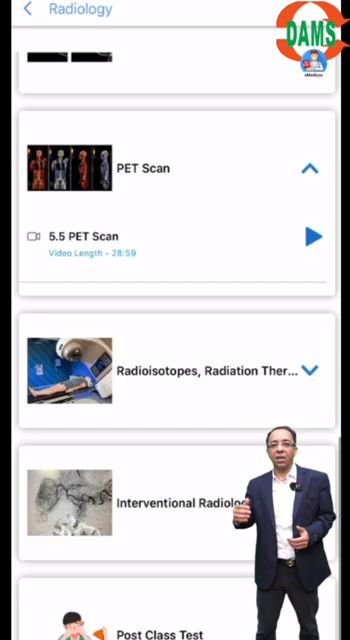 Radiology
DAMS
eMedicoz
PET Scan
5.5 PET Scan
Video Length - 28:59
Radioisotopes, Radiation Ther...
Interventional Radiolo
Post Class Test